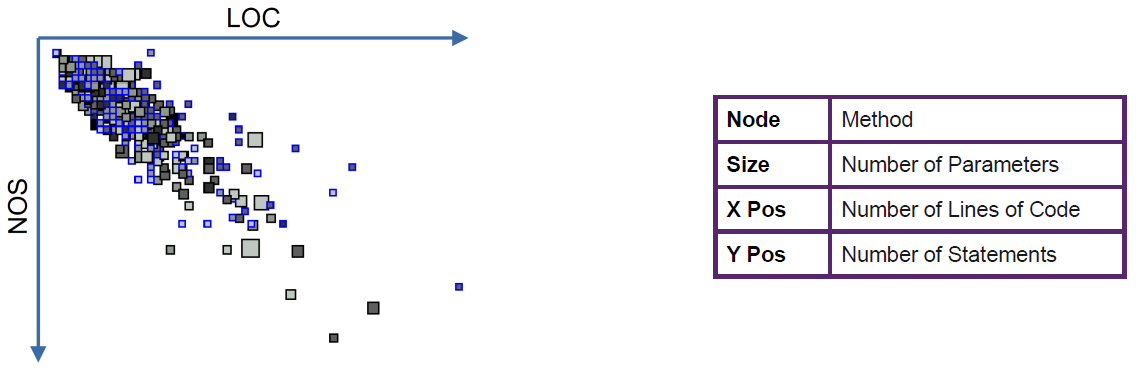 LOC
NOS
Node Method
Size Number of Parameters
X Pos Number of Lines of Code
Y Pos Number of Statements